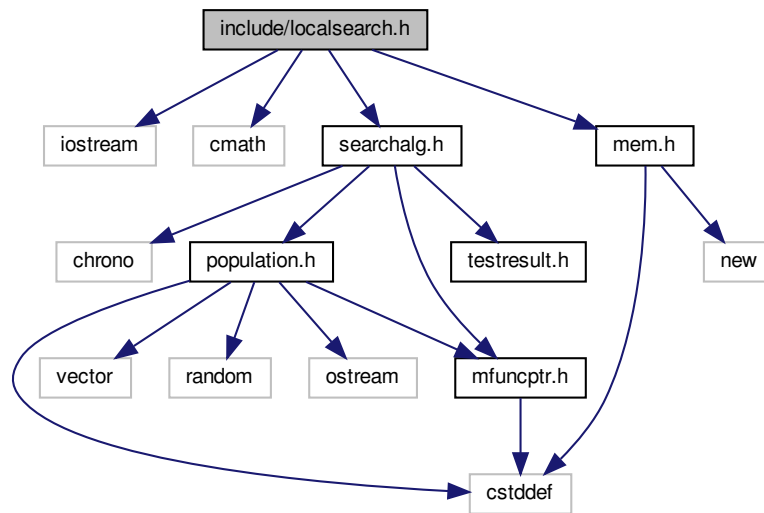 include/localsearch.h
iostream
cmath
searchalg.h
mem.h
chrono
population.h
testresult.h
new
vector
random
ostream
mfuncptr.h
cstddef